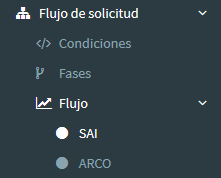 Flujo de solicitud
Condiciones
Fases
Flujo
SAI
ARCO